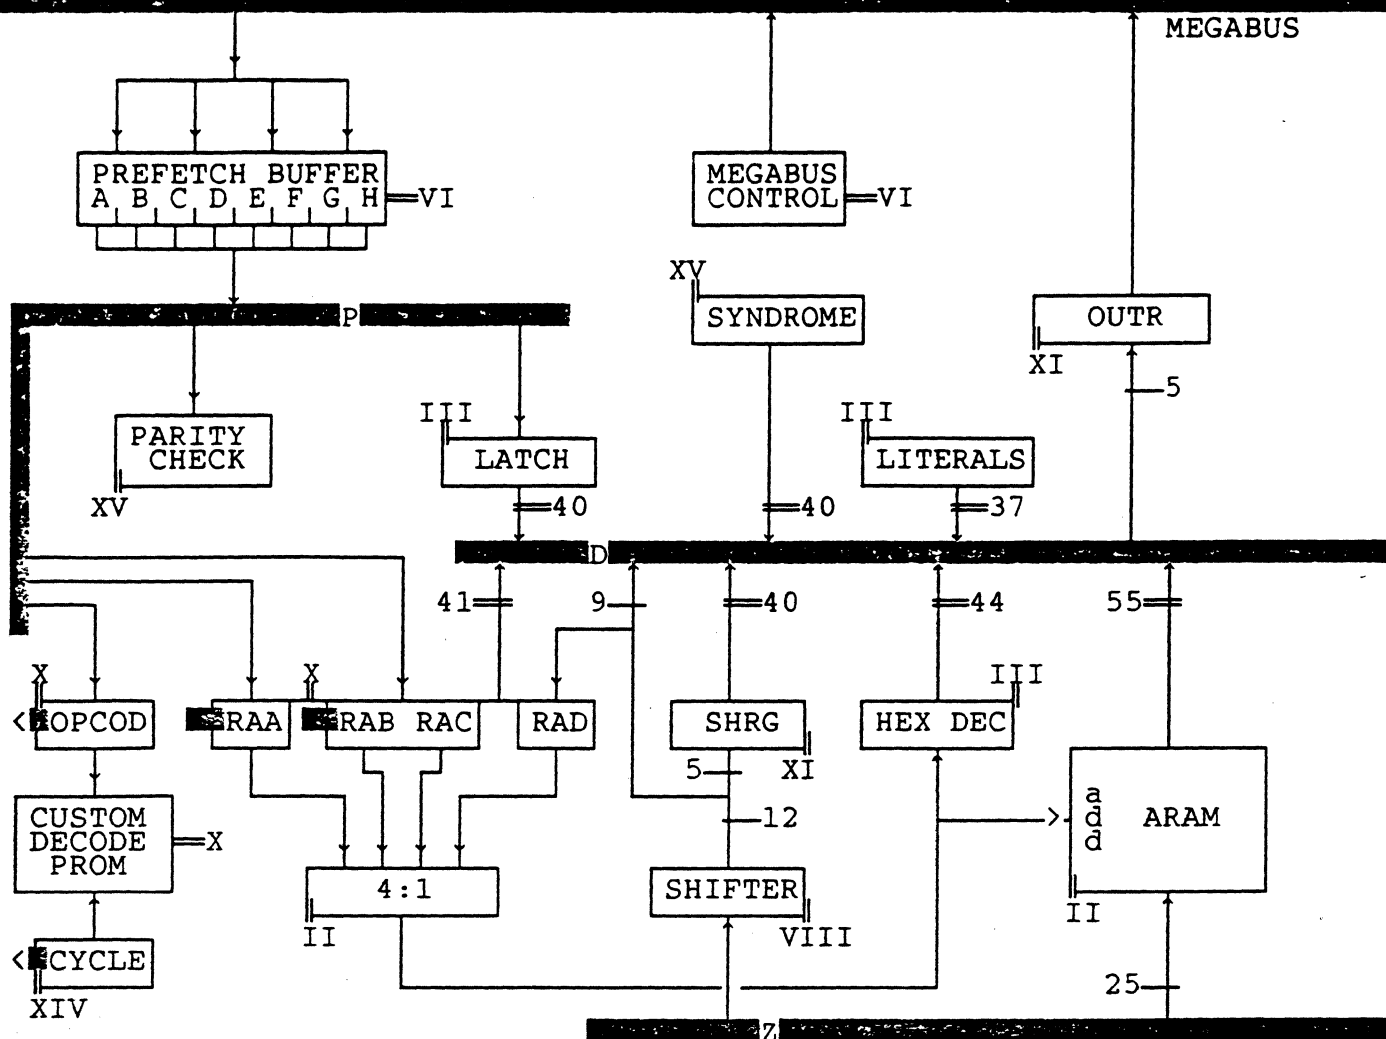 MEGABUS
PREFETCH BUFFER
A B C D E F G H
VI
MEGABUS
CONTROL
VI
XV
SYNDROME
OUTR
XI
P
5
III
III
PARITY
CHECK
LATCH
LITERALS
XV
40
40
37
D
41
9
40
44
55
X
X
III
<
OPCOD
RAA
RAB RAC
RAD
SHRG
HEX DEC
5
XI
CUSTOM
DECODE
PROM
X
12
>
a
d
d
ARAM
4:1
SHIFTER
II
II
VIII
<
CYCLE
XIV
25
Z